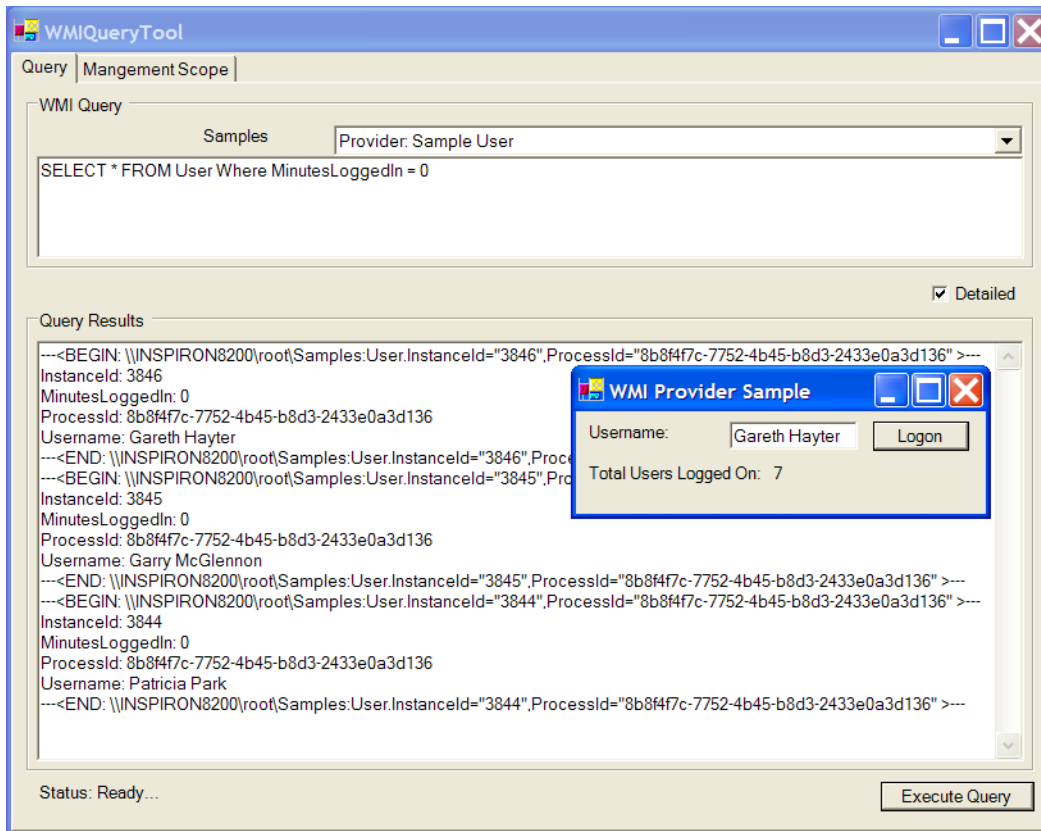 WMIQueryTool
Query
Mangement Scope
WMI Query
Samples
Provider: Sample User
SELECT * FROM User Where MinutesLoggedIn = 0
Detailed
Query Results
---<BEGIN: \\INSPIRON8200\root\Samples:User.InstanceId="3846",ProcessId="8b8f4f7c-7752-4b45-b8d3-2433e0a3d136" >---
InstanceId: 3846
MinutesLoggedIn: 0
ProcessId: 8b8f4f7c-7752-4b45-b8d3-2433e0a3d136
Username: Gareth Hayter
---<END: \\INSPIRON8200\root\Samples:User.InstanceId="3846",Proce
---<BEGIN: \\INSPIRON8200\root\Samples:User.InstanceId="3845",Pro
InstanceId: 3845
MinutesLoggedIn: 0
ProcessId: 8b8f4f7c-7752-4b45-b8d3-2433e0a3d136
Username: Garry McGlennon
---<END: \\INSPIRON8200\root\Samples:User.InstanceId="3845",ProcessId="8b8f4f7c-7752-4b45-b8d3-2433e0a3d136" >---
---<BEGIN: \\INSPIRON8200\root\Samples:User.InstanceId="3844",ProcessId="8b8f4f7c-7752-4b45-b8d3-2433e0a3d136" >---
InstanceId: 3844
MinutesLoggedIn: 0
ProcessId: 8b8f4f7c-7752-4b45-b8d3-2433e0a3d136
Username: Patricia Park
---<END: \\INSPIRON8200\root\Samples:User.InstanceId="3844",ProcessId="8b8f4f7c-7752-4b45-b8d3-2433e0a3d136" >---
WMI Provider Sample
Username: Gareth Hayter Logon
Total Users Logged On: 7
Status: Ready...
Execute Query